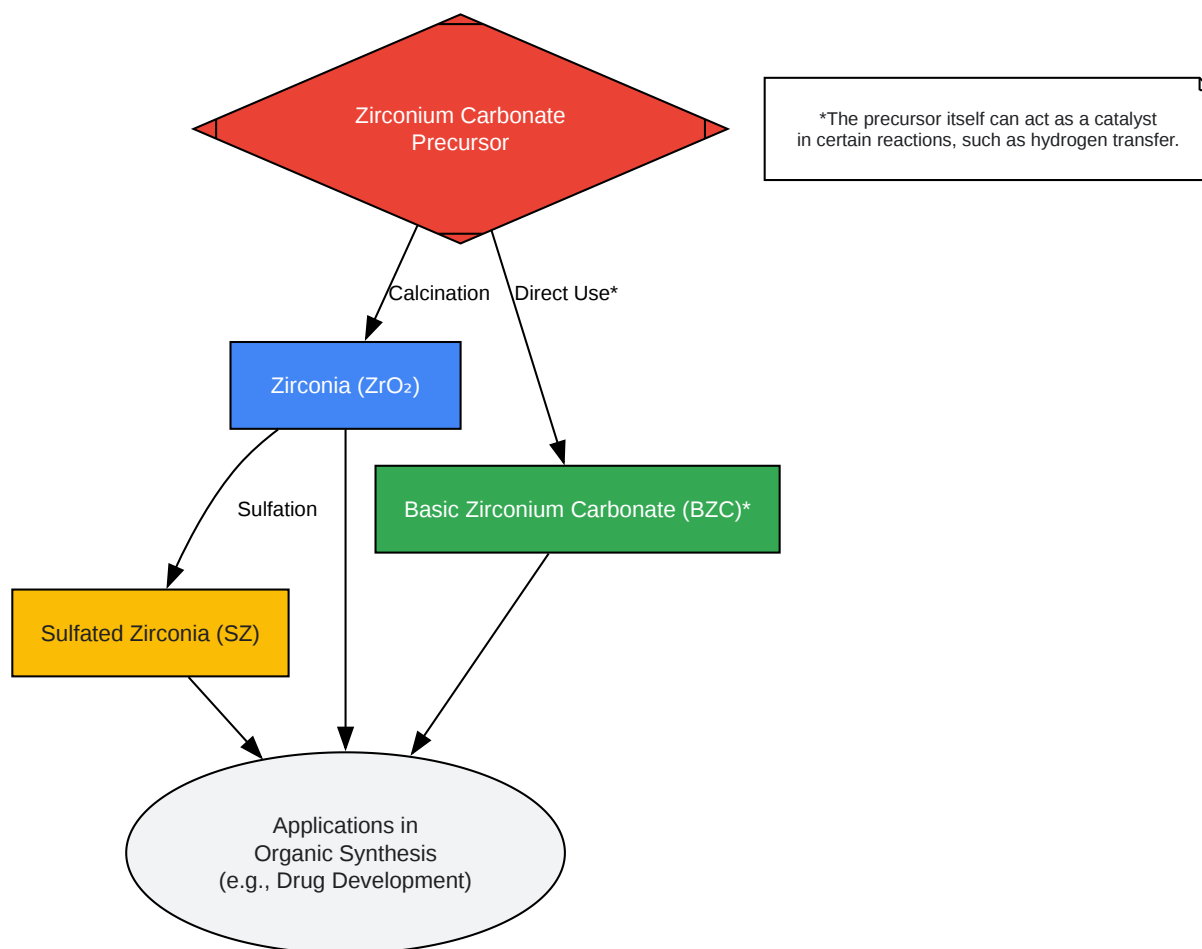 Zirconium Carbonate
Precursor
*The precursor itself can act as a catalyst
in certain reactions, such as hydrogen transfer.
Calcination
Direct Use*
Zirconia (ZrO₂)
Basic Zirconium Carbonate (BZC)*
Sulfation
Sulfated Zirconia (SZ)
Applications in
Organic Synthesis
(e.g., Drug Development)